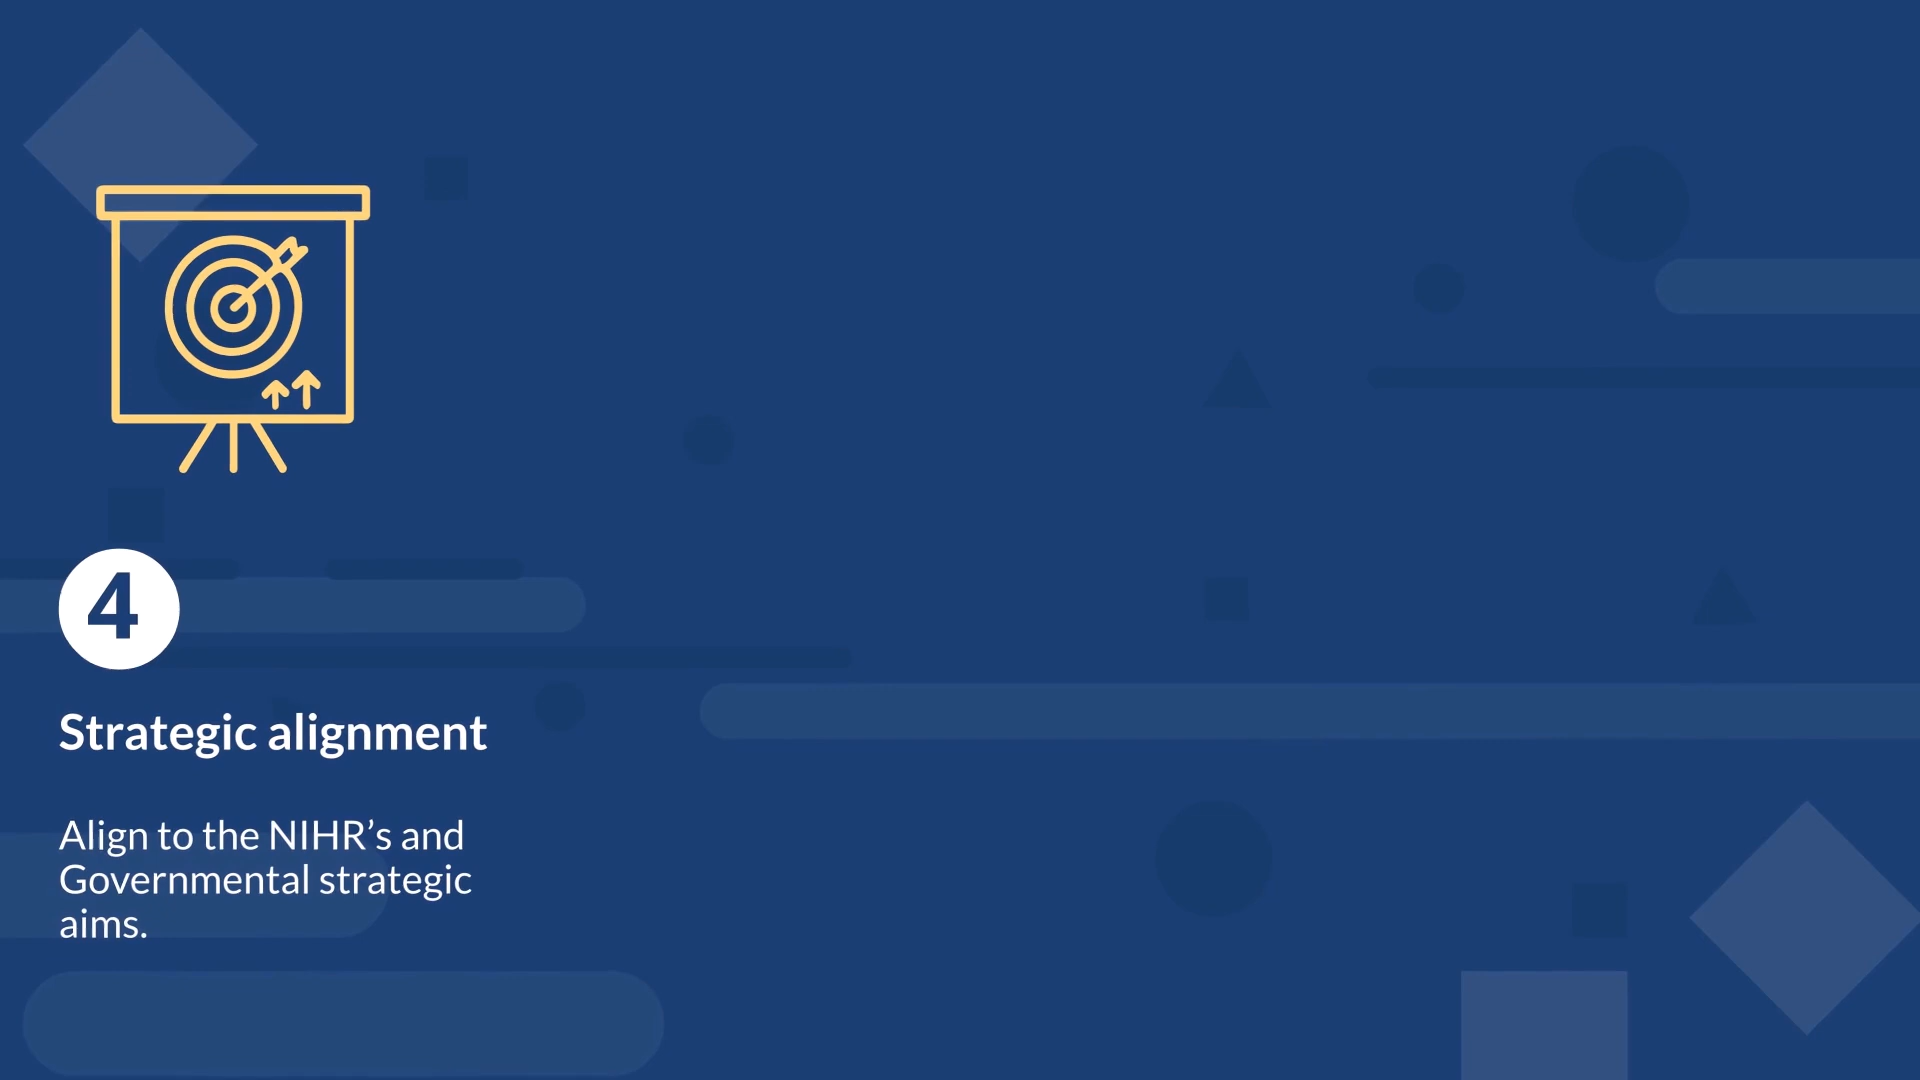 4
Strategic alignment
Align to the NIHR’s and
Governmental strategic
aims.